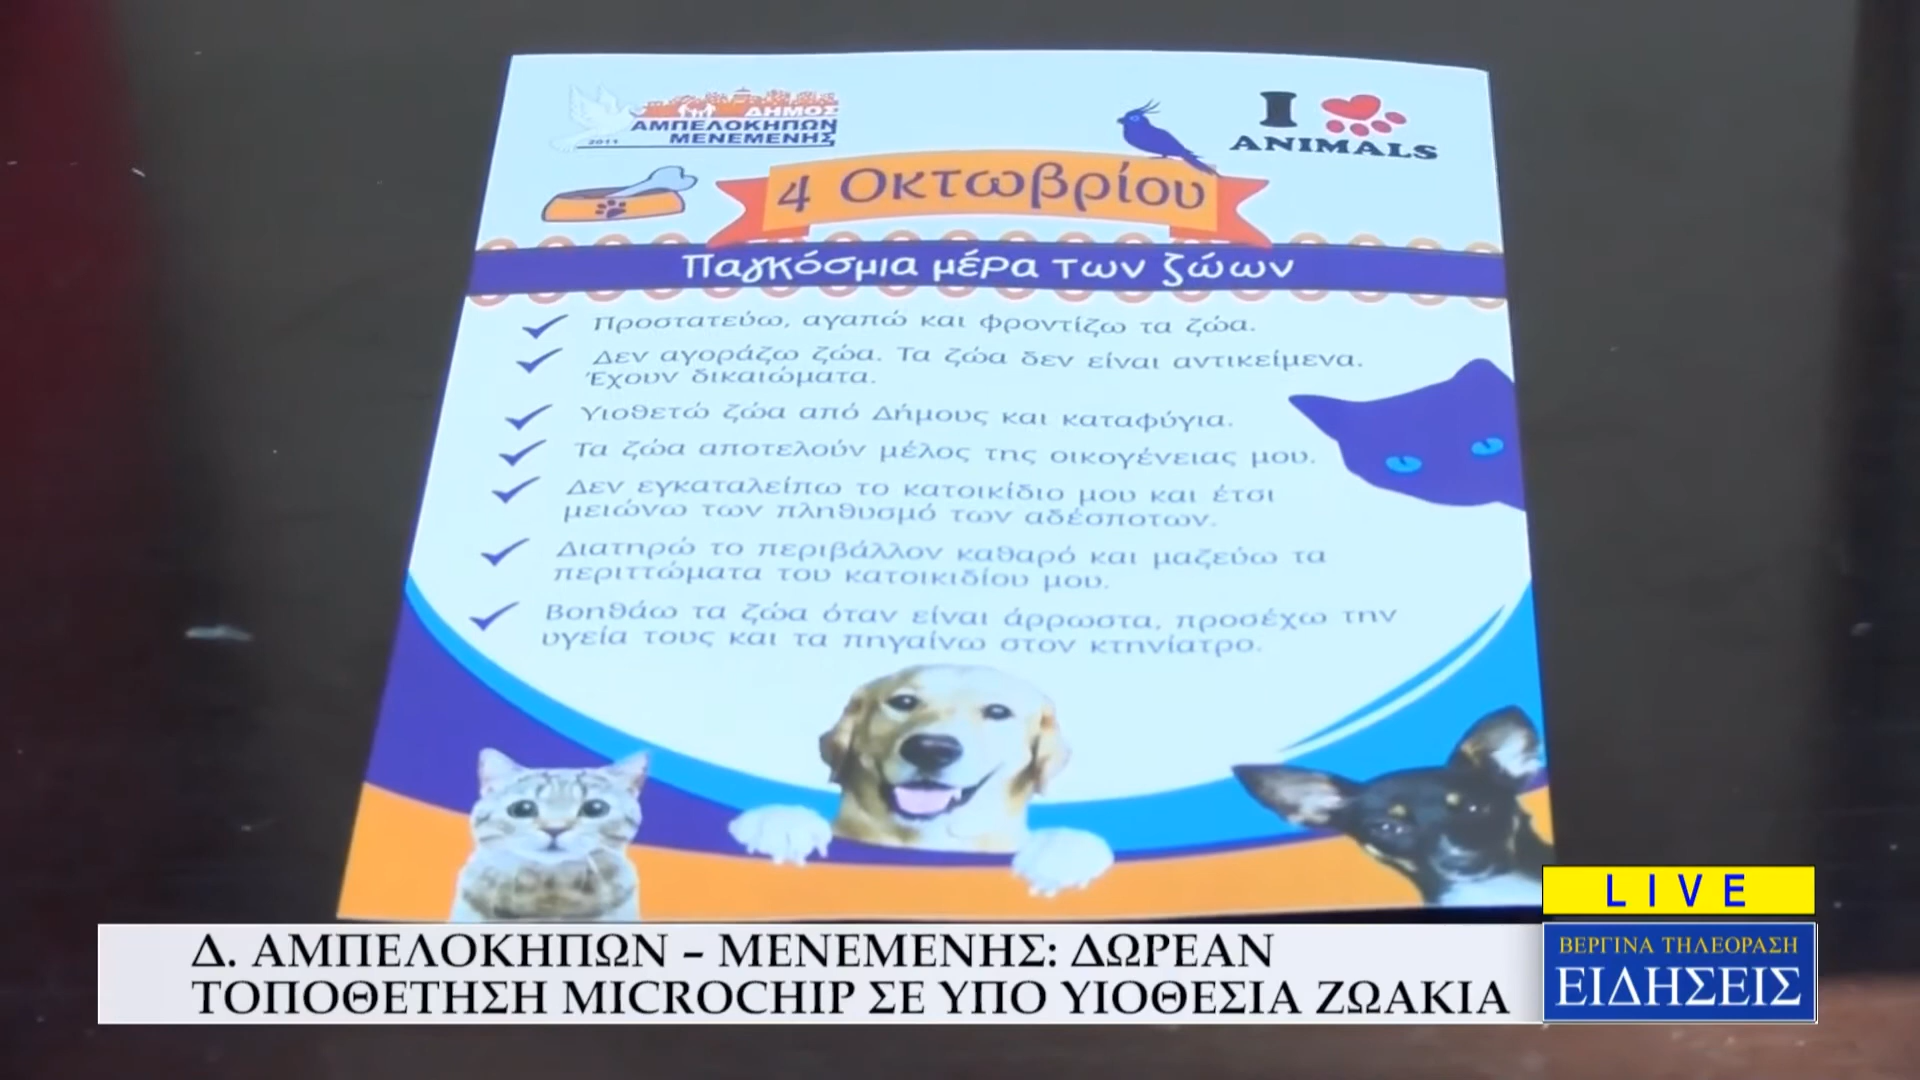 ΔΗΜΟΣ
ΑΜΠΕΛΟΚΗΠΩΝ
ΜΕΝΕΜΕΝΗΣ
2011
I
ANIMALS
4 Οκτωβρίου
Παγκόσμια μέρα των ζώων
Προστατεύω, αγαπώ και φροντίζω τα ζώα.
Δεν αγοράζω ζώα. Τα ζώα δεν είναι αντικείμενα.
Έχουν δικαιώματα.
Υιοθετώ ζώα από Δήμους και καταφύγια.
Τα ζώα αποτελούν μέλος της οικογένειας μου.
Δεν εγκαταλείπω το κατοικίδιο μου και έτσι
μειώνω των πληθυσμό των αδέσποτων.
Διατηρώ το περιβάλλον καθαρό και μαζεύω τα
περιττώματα του κατοικιδίου μου.
Βοηθάω τα ζώα όταν είναι άρρωστα, προσέχω την
υγεία τους και τα πηγαίνω στον κτηνίατρο.
LIVE
Δ. ΑΜΠΕΛΟΚΗΠΩΝ – ΜΕΝΕΜΕΝΗΣ: ΔΩΡΕΑΝ
ΤΟΠΟΘΕΤΗΣΗ MICROCHIP ΣΕ ΥΠΟ ΥΙΟΘΕΣΙΑ ΖΩΑΚΙΑ
ΒΕΡΓΙΝΑ ΤΗΛΕΟΡΑΣΗ
ΕΙΔΗΣΕΙΣ